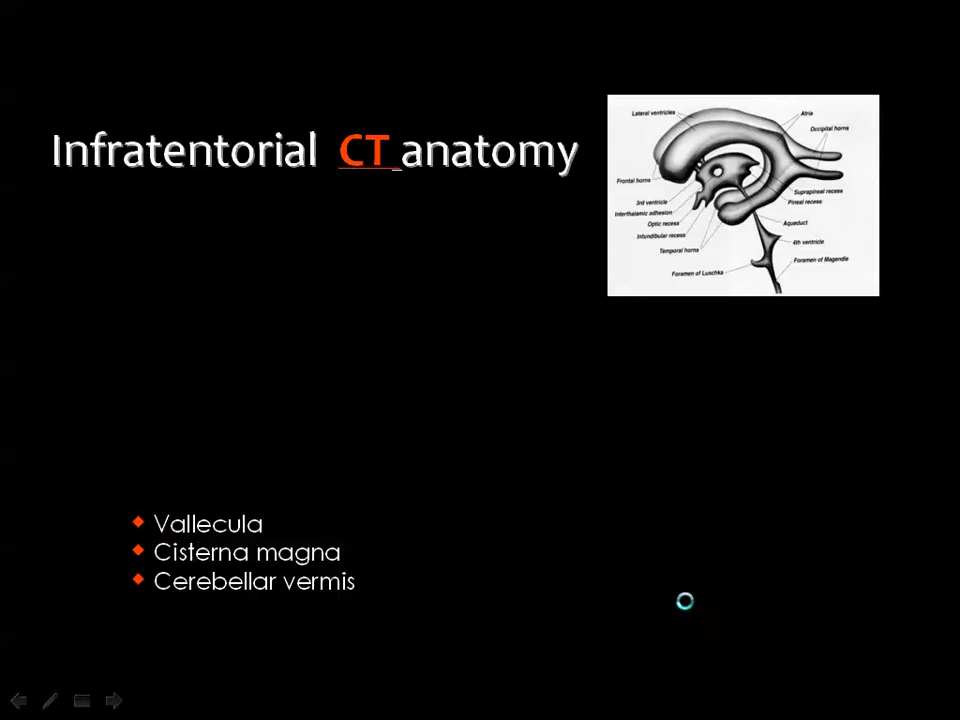 Infratentorial CT anatomy
Lateral ventricles
Atria
Occipital horns
Frontal horns
Suprapineal recess
3rd ventricle
Pineal recess
Interthalamic adhesion
Optic recess
Aqueduct
Infundibular recess
4th ventricle
Temporal horns
Foramen of Magendie
Foramen of Luschka
Vallecula
Cisterna magna
Cerebellar vermis